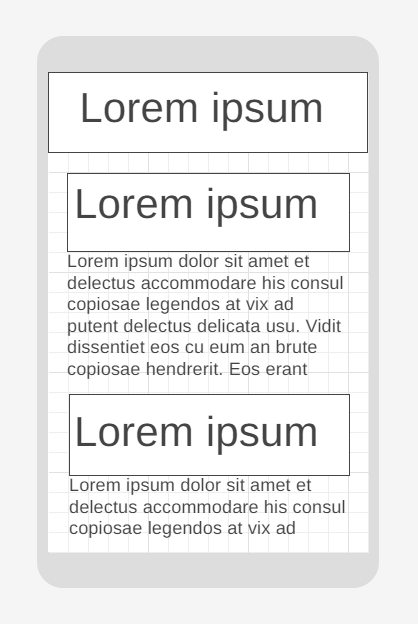 Lorem ipsum
Lorem ipsum
Lorem ipsum dolor sit amet et
delectus accommodare his consul
copiosae legendos at vix ad
putent delectus delicata usu. Vidit
dissentiet eos cu eum an brute
copiosae hendrerit. Eos erant
Lorem ipsum
Lorem ipsum dolor sit amet et
delectus accommodare his consul
copiosae legendos at vix ad